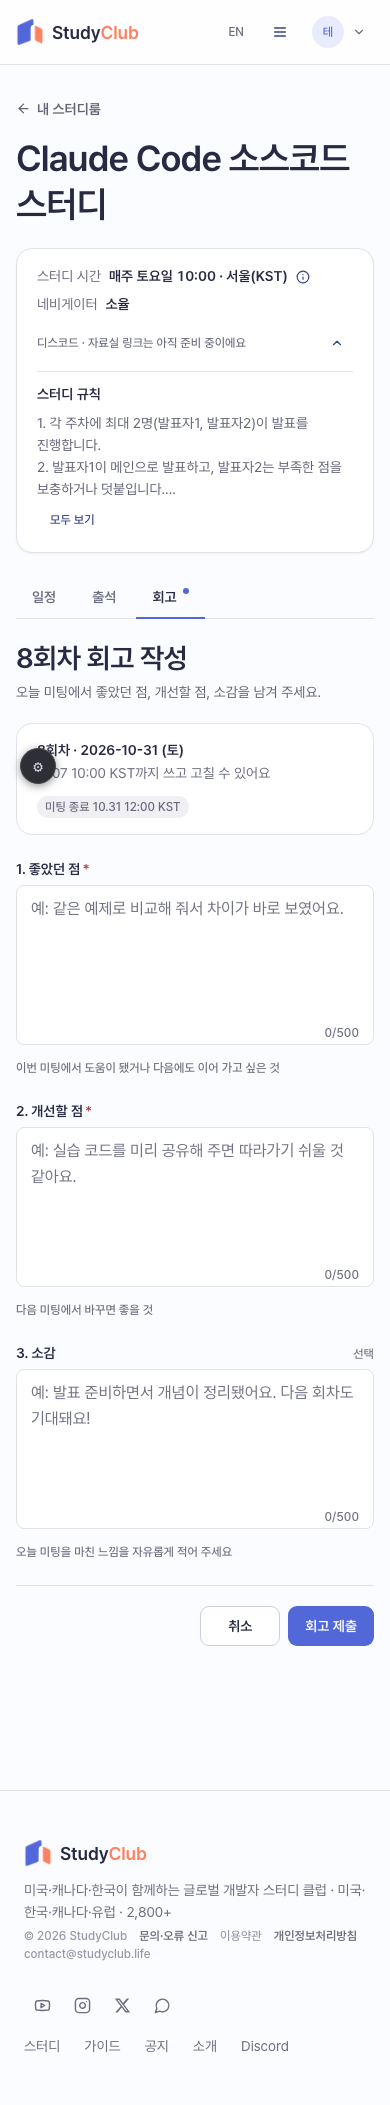 StudyClub
EN
테
내 스터디룸
Claude Code 소스코드
스터디
스터디 시간 매주 토요일 10:00 · 서울(KST)
네비게이터 소율
디스코드 · 자료실 링크는 아직 준비 중이에요
스터디 규칙
1. 각 주차에 최대 2명(발표자1, 발표자2)이 발표를
진행합니다.
2. 발표자1이 메인으로 발표하고, 발표자2는 부족한 점을
보충하거나 덧붙입니다....
모두 보기
일정 출석 회고
8회차 회고 작성
오늘 미팅에서 좋았던 점, 개선할 점, 소감을 남겨 주세요.
8회차 · 2026-10-31 (토)
07 10:00 KST까지 쓰고 고칠 수 있어요
미팅 종료 10.31 12:00 KST
1. 좋았던 점 *
예: 같은 예제로 비교해 줘서 차이가 바로 보였어요.
0/500
이번 미팅에서 도움이 됐거나 다음에도 이어 가고 싶은 것
2. 개선할 점 *
예: 실습 코드를 미리 공유해 주면 따라가기 쉬울 것
같아요.
0/500
다음 미팅에서 바꾸면 좋을 것
3. 소감 선택
예: 발표 준비하면서 개념이 정리됐어요. 다음 회차도
기대돼요!
0/500
오늘 미팅을 마친 느낌을 자유롭게 적어 주세요
취소 회고 제출
StudyClub
미국·캐나다·한국이 함께하는 글로벌 개발자 스터디 클럽 · 미국·
한국·캐나다·유럽 · 2,800+
© 2026 StudyClub 문의·오류 신고 이용약관 개인정보처리방침
contact@studyclub.life
스터디 가이드 공지 소개 Discord